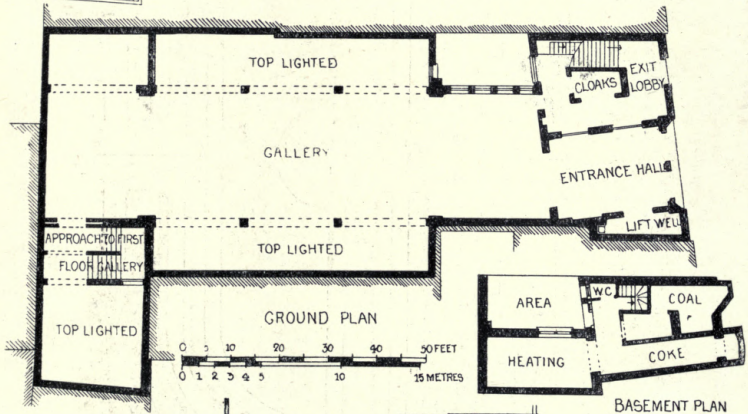 TOP LIGHTED
CLOAKS
EXIT
LOBBY
GALLERY
ENTRANCE HALL
LIFT WELL
APPROACH TO FIRST
FLOOR GALLERY
TOP LIGHTED
TOP LIGHTED
GROUND PLAN
0 5 10 20 30 40 50 FEET
0 1 2 3 4 5 10 15 METRES
AREA
WC
COAL
HEATING
COKE
BASEMENT PLAN